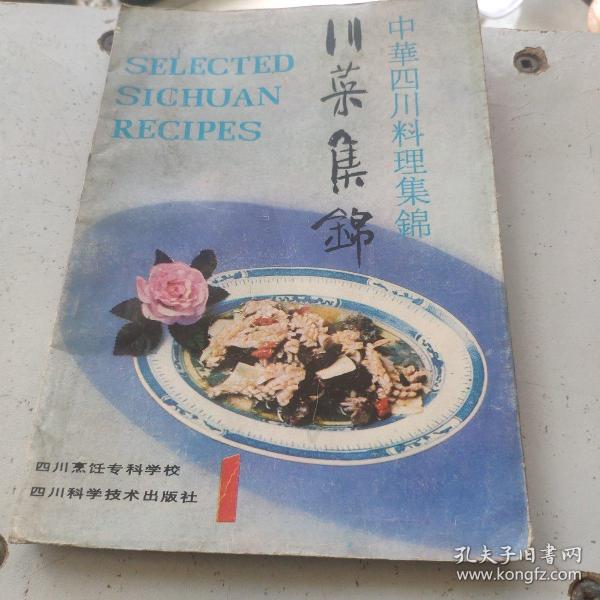 SELECTED
SICHUAN
RECIPES
川菜集錦
中華四川料理集錦
四川烹饪专科学校
四川科学技术出版社
1
孔夫子旧书网
www.kongfz.com